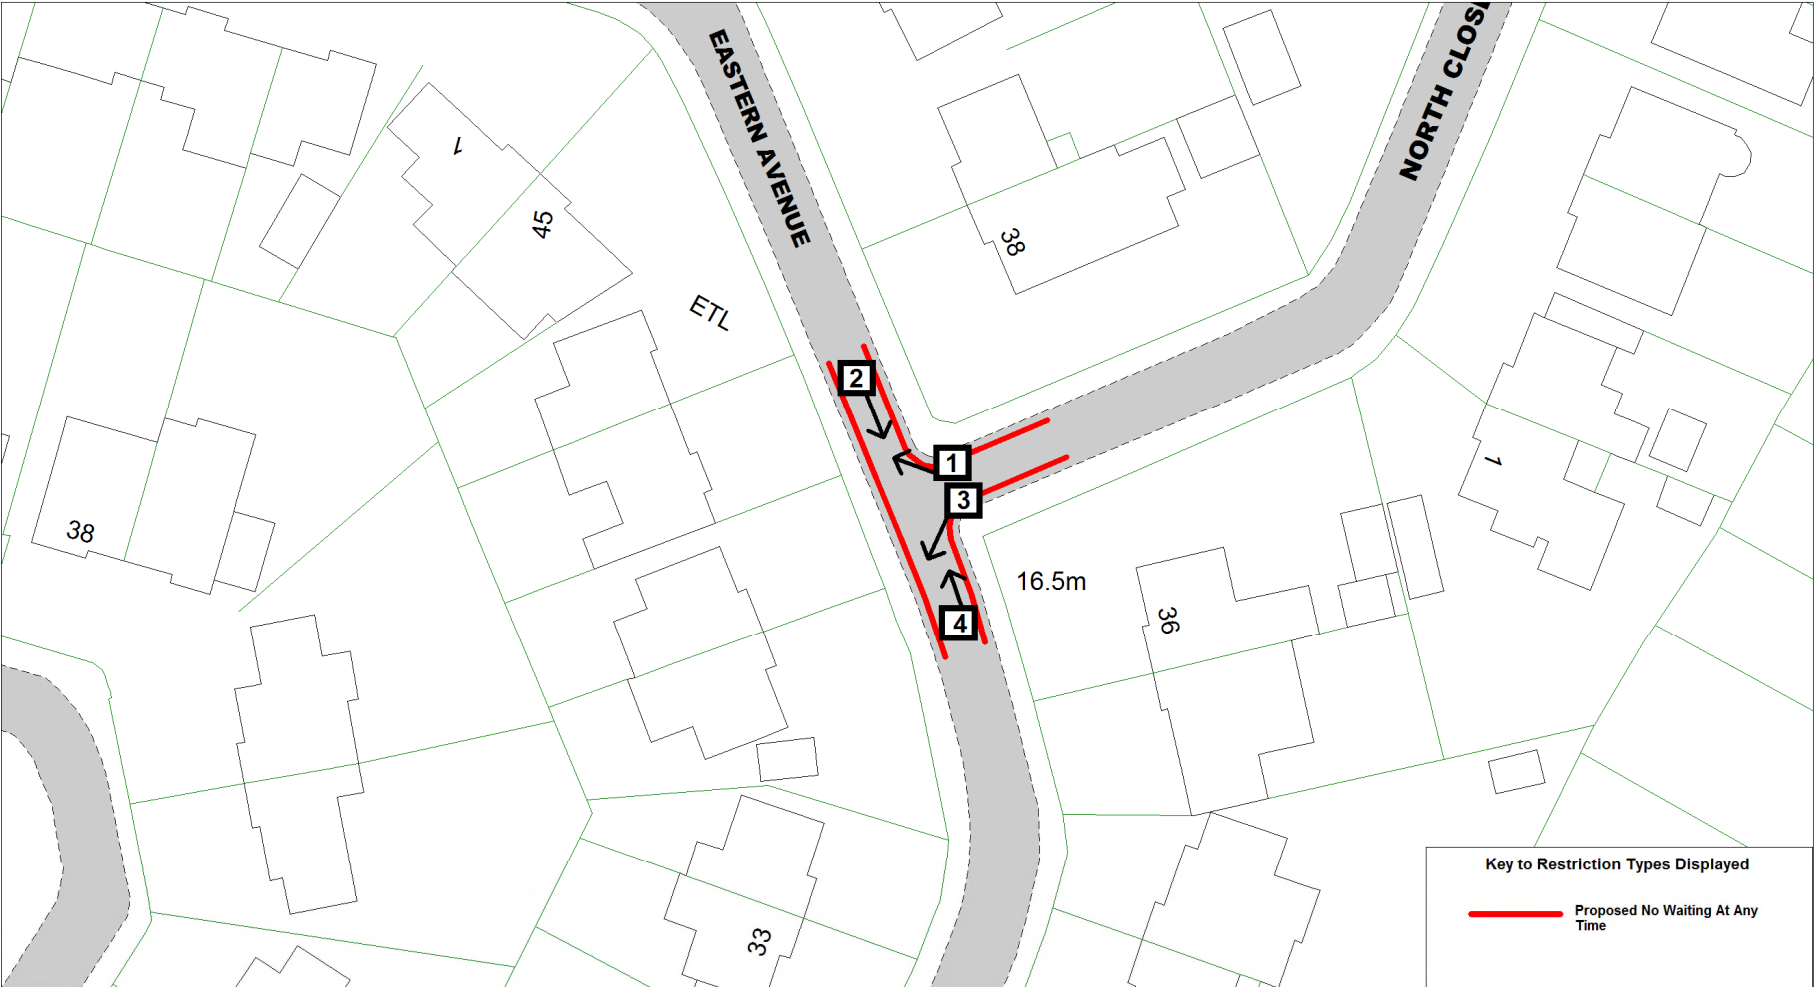 EASTERN AVENUE
NORTH CLOSE
1
45
38
ETL
2
1
3
38
1
16.5m
36
4
33
Key to Restriction Types Displayed
Proposed No Waiting At Any
Time